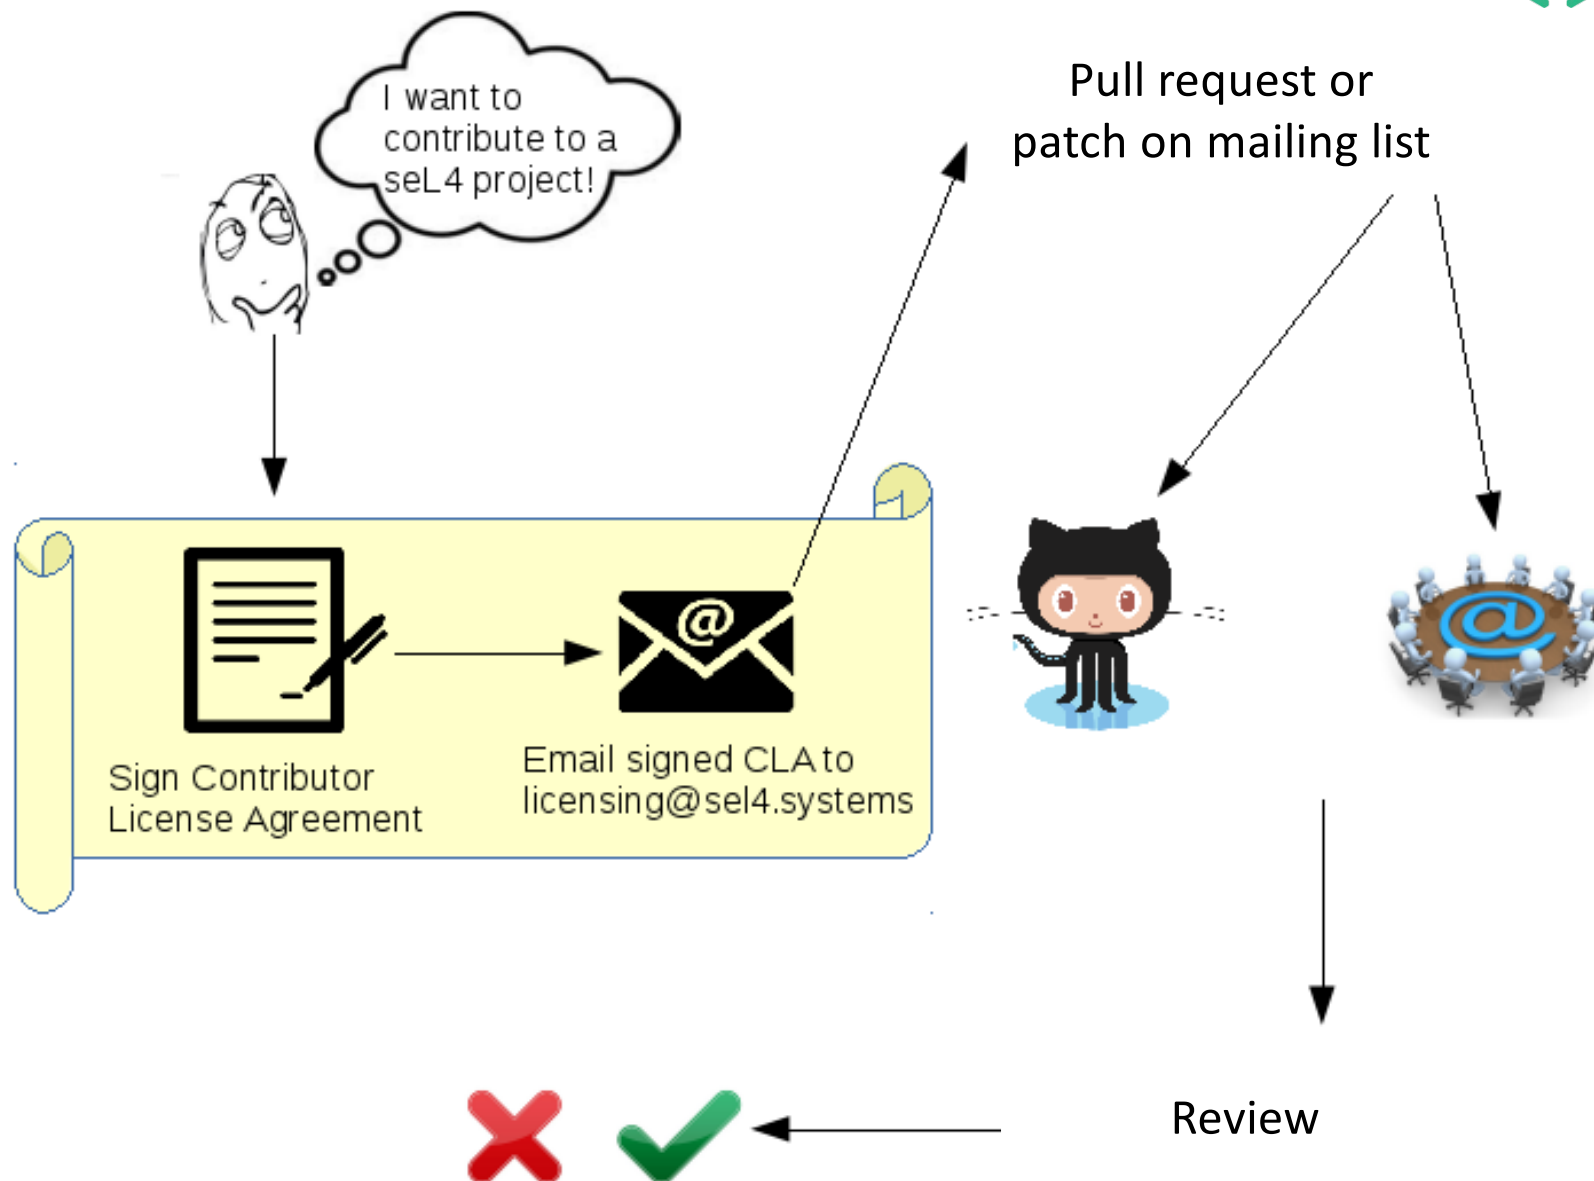 I want to
contribute to a
seL4 project!
Pull request or
patch on mailing list
@
@
Sign Contributor
License Agreement
Email signed CLA to
licensing@sel4.systems
Review